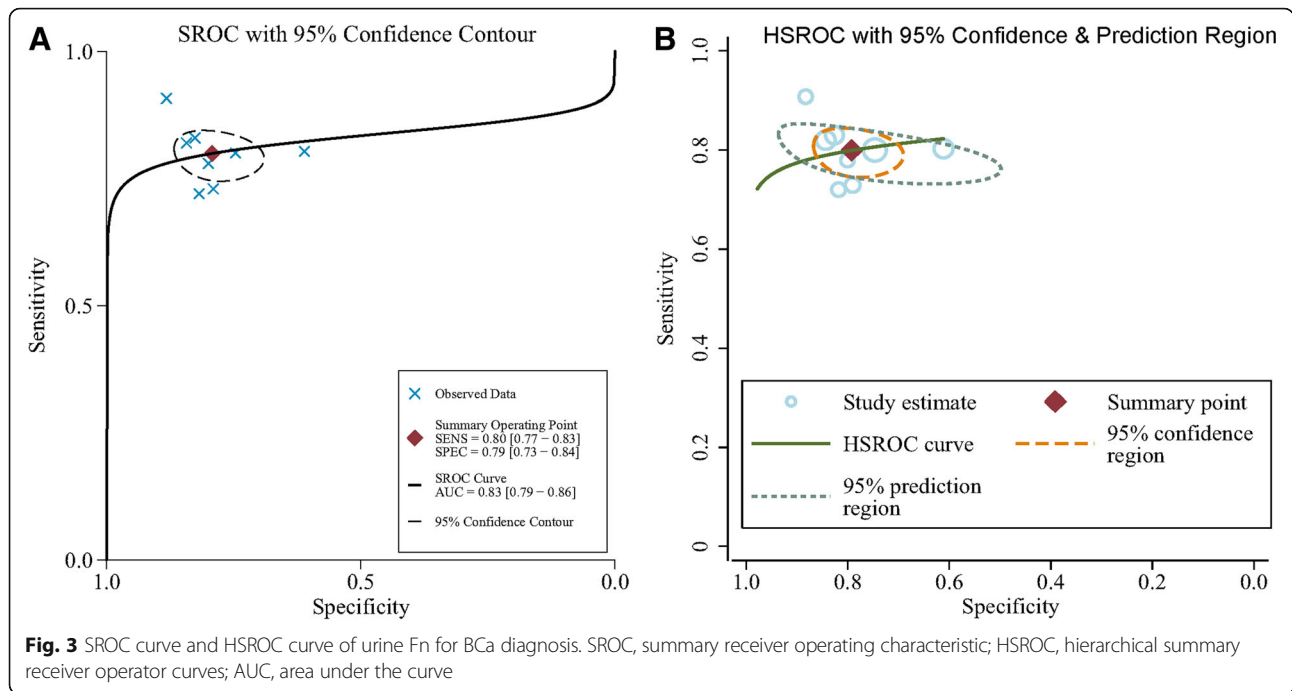 A
SROC with 95% Confidence Contour
1.0
0.5
0.0
Sensitivity
1.0
0.5
0.0
Specificity
Observed Data
Summary Operating Point
SENS = 0.80 [0.77 − 0.83]
SPEC = 0.79 [0.73 − 0.84]
SROC Curve
AUC = 0.83 [0.79 − 0.86]
95% Confidence Contour
B
HSROC with 95% Confidence & Prediction Region
1.0
0.8
0.6
0.4
0.2
0
Sensitivity
Study estimate
Summary point
HSROC curve
95% confidence
region
95% prediction
region
1.0
0.8
0.6
0.4
0.2
0.0
Specificity
Fig. 3 SROC curve and HSROC curve of urine Fn for BCa diagnosis. SROC, summary receiver operating characteristic; HSROC, hierarchical summary
receiver operator curves; AUC, area under the curve